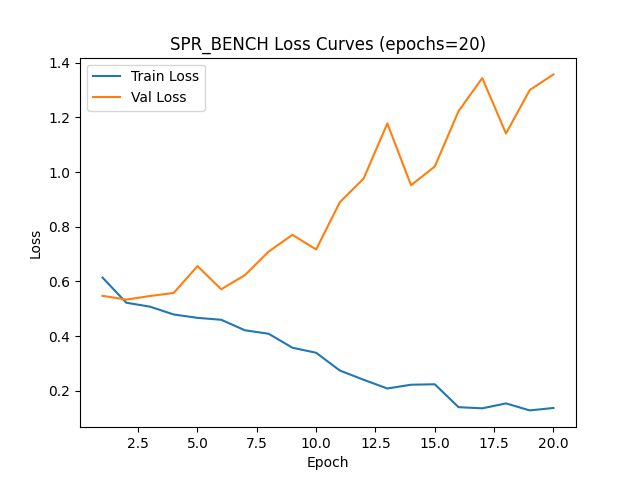 SPR_BENCH Loss Curves (epochs=20)
Train Loss
Val Loss
1.4
1.2
1.0
0.8
0.6
0.4
0.2
Loss
2.5 5.0 7.5 10.0 12.5 15.0 17.5 20.0
Epoch